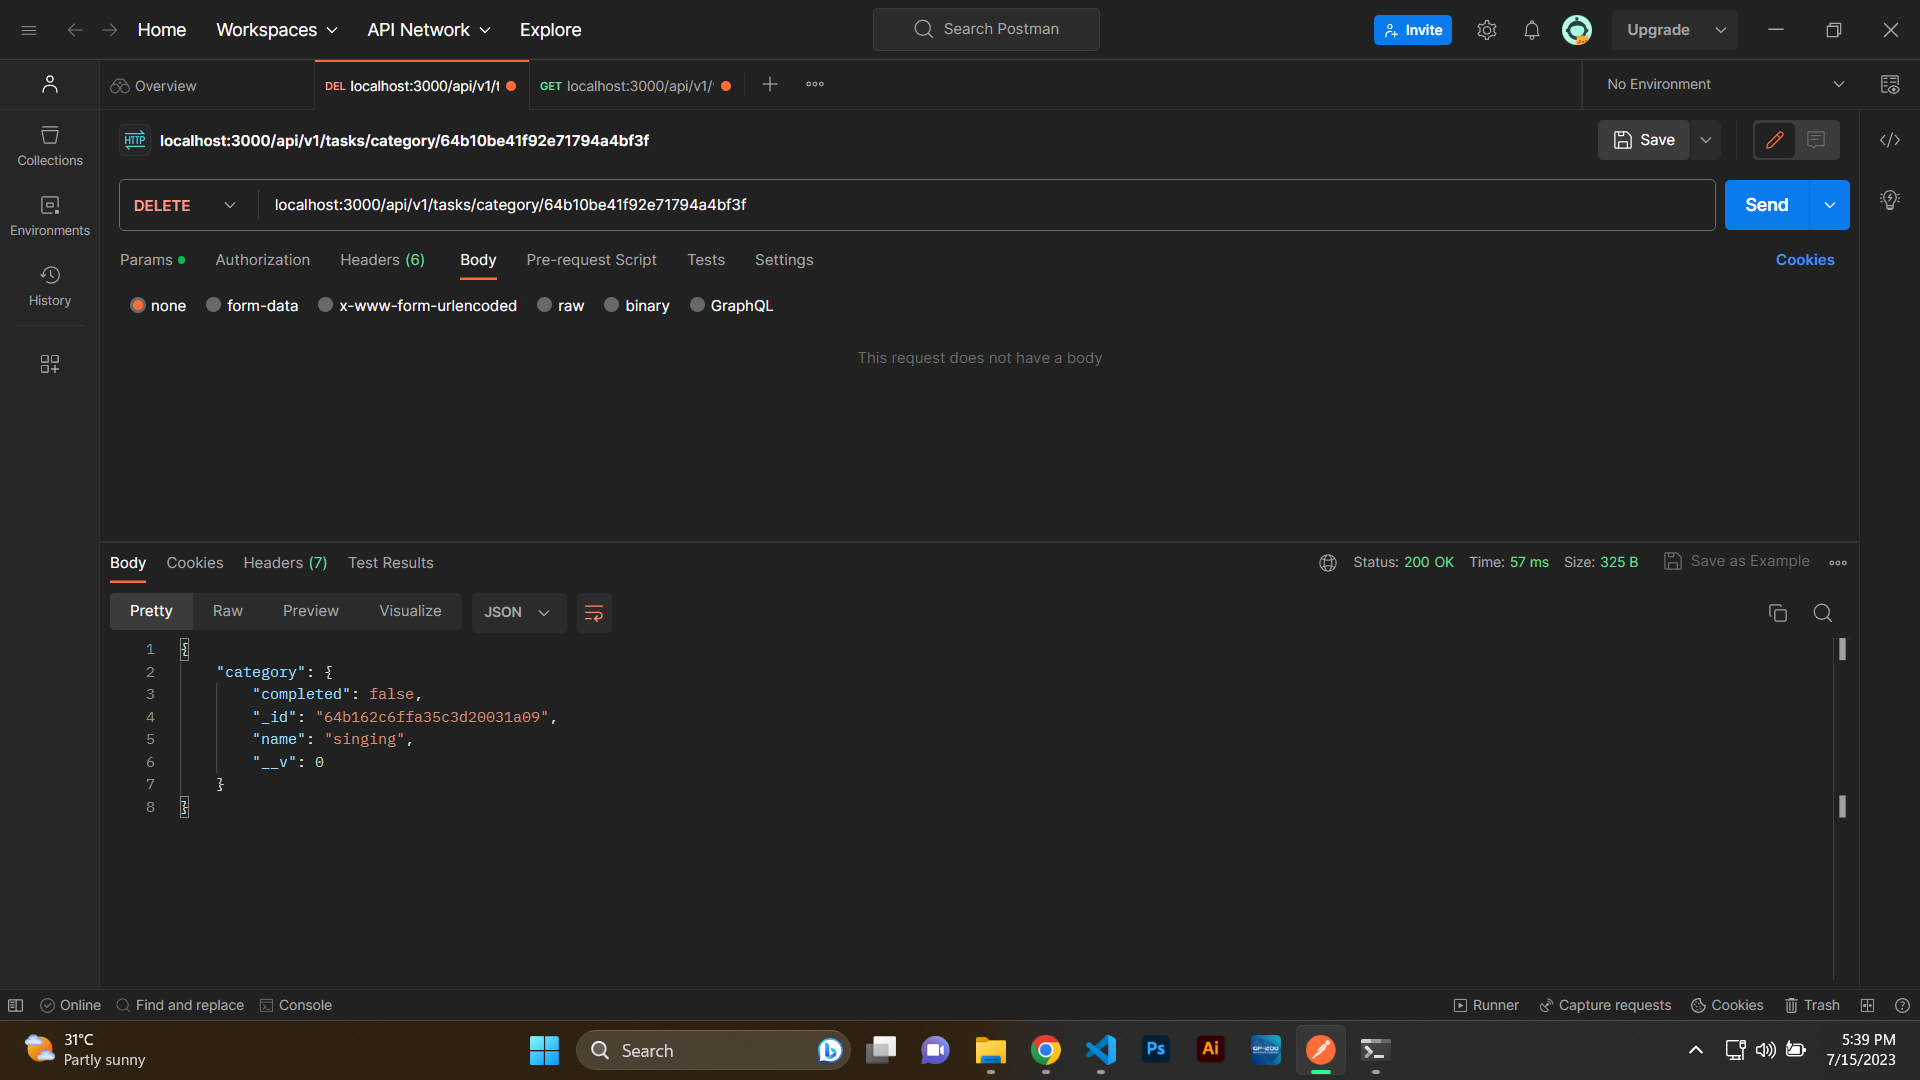 Home Workspaces API Network Explore Search Postman Invite Upgrade
Overview DEL localhost:3000/api/v1/t GET localhost:3000/api/v1/ No Environment
HTTP localhost:3000/api/v1/tasks/category/64b10be41f92e71794a4bf3f Save
Collections
DELETE localhost:3000/api/v1/tasks/category/64b10be41f92e71794a4bf3f Send
Environments
Params Authorization Headers (6) Body Pre-request Script Tests Settings Cookies
History
none form-data x-www-form-urlencoded raw binary GraphQL
This request does not have a body
Body Cookies Headers (7) Test Results Status: 200 OK Time: 57 ms Size: 325 B Save as Example
Pretty Raw Preview Visualize JSON
1 {
2 "category": {
3 "completed": false,
4 "_id": "64b162c6ffa35c3d20031a09",
5 "name": "singing",
6 "__v": 0
7 }
8 }
Online Find and replace Console Runner Capture requests Cookies Trash
31°C
Partly sunny
Search
Ps
Ai
GP-200
5:39 PM
7/15/2023